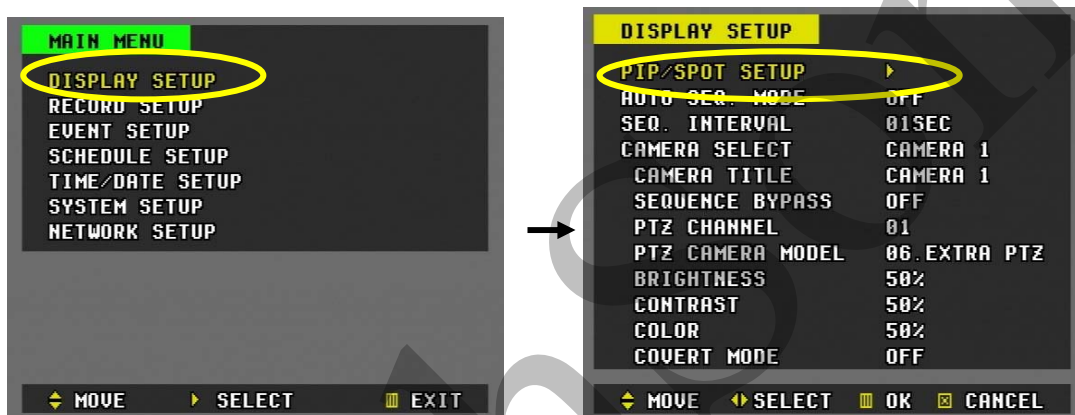 MAIN MENU
DISPLAY SETUP
RECORD SETUP
EVENT SETUP
SCHEDULE SETUP
TIME/DATE SETUP
SYSTEM SETUP
NETWORK SETUP
MOVE SELECT EXIT
DISPLAY SETUP
PIP/SPOT SETUP
AUTO SEQ. MODE OFF
SEQ. INTERVAL 01SEC
CAMERA SELECT CAMERA 1
CAMERA TITLE CAMERA 1
SEQUENCE BYPASS OFF
PTZ CHANNEL 01
PTZ CAMERA MODEL 06.EXTRA PTZ
BRIGHTNESS 50%
CONTRAST 50%
COLOR 50%
COVERT MODE OFF
MOVE SELECT OK CANCEL